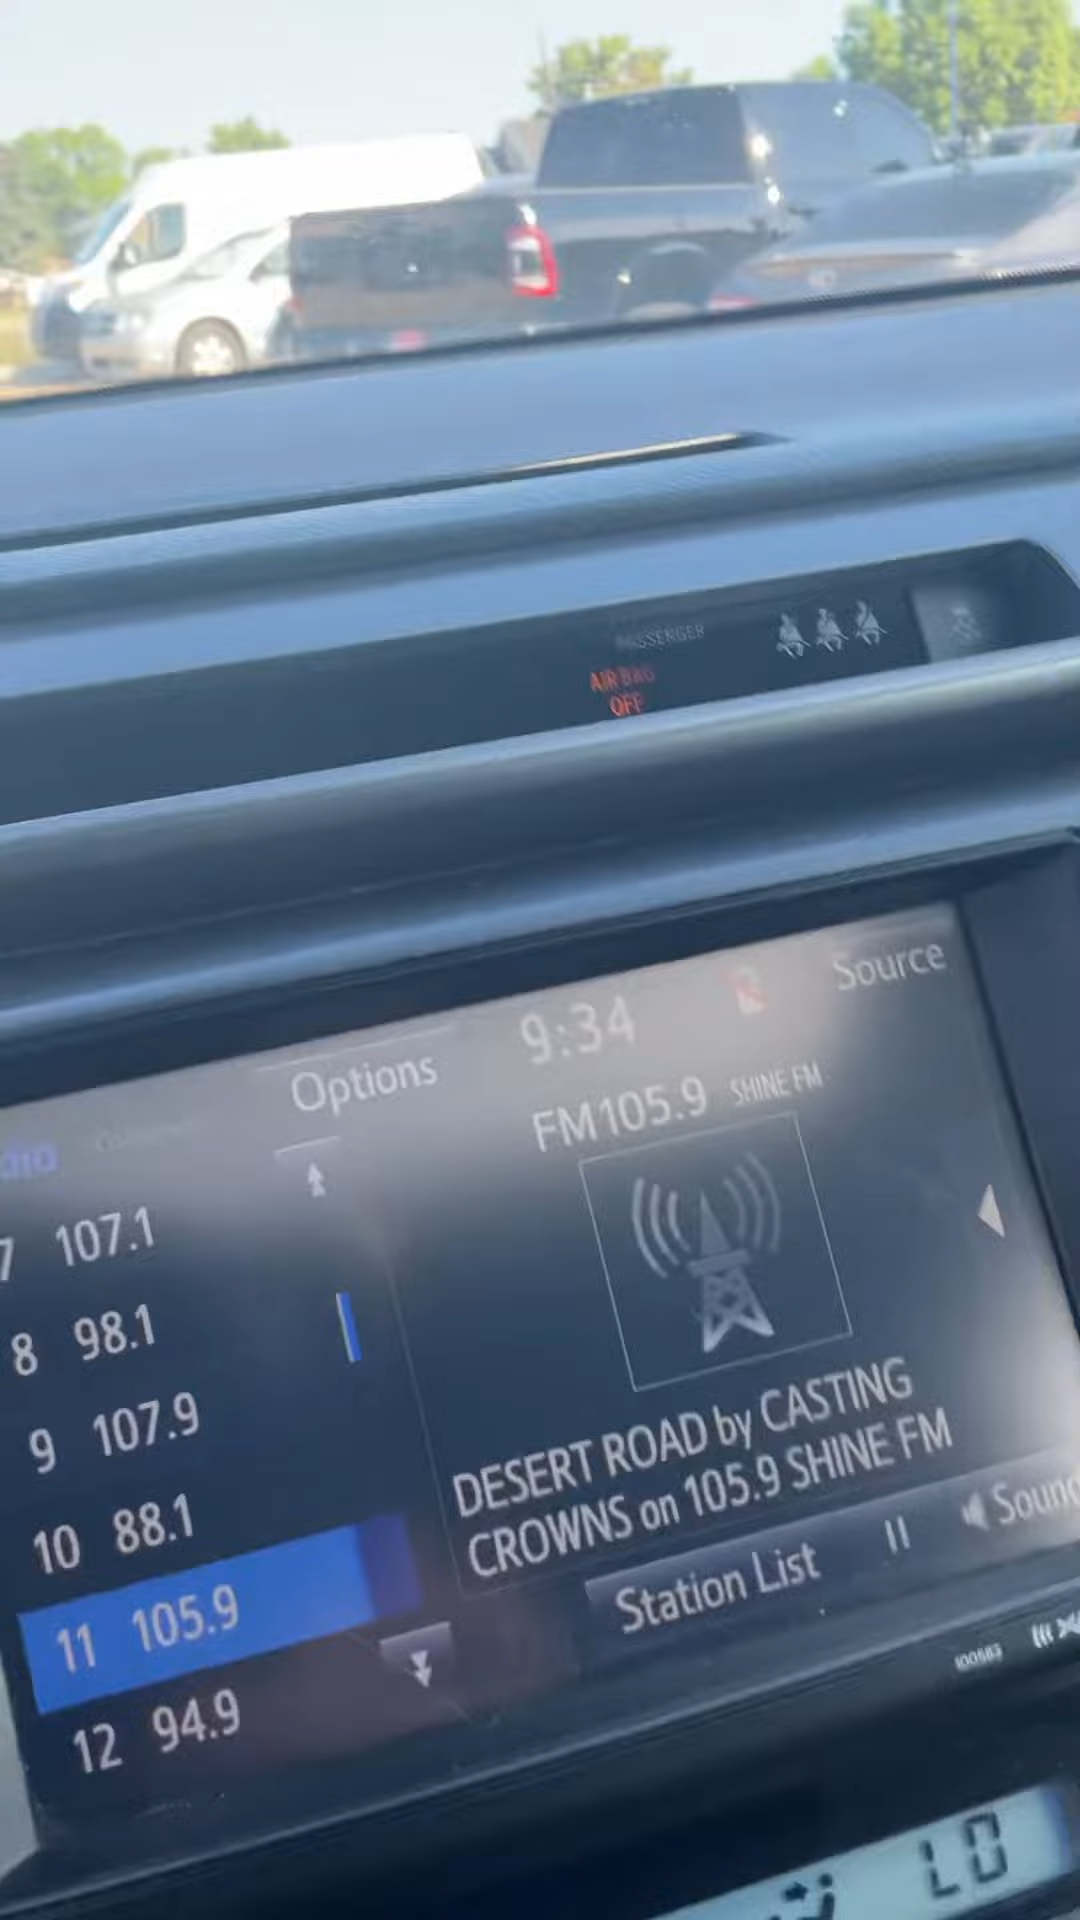 PASSENGER
AIR BAG
OFF
Source
9:34
Options
FM105.9 SHINE FM
7 107.1
8 98.1
9 107.9
10 88.1
11 105.9
12 94.9
DESERT ROAD by CASTING
CROWNS on 105.9 SHINE FM
Station List
Sound
100583
LO